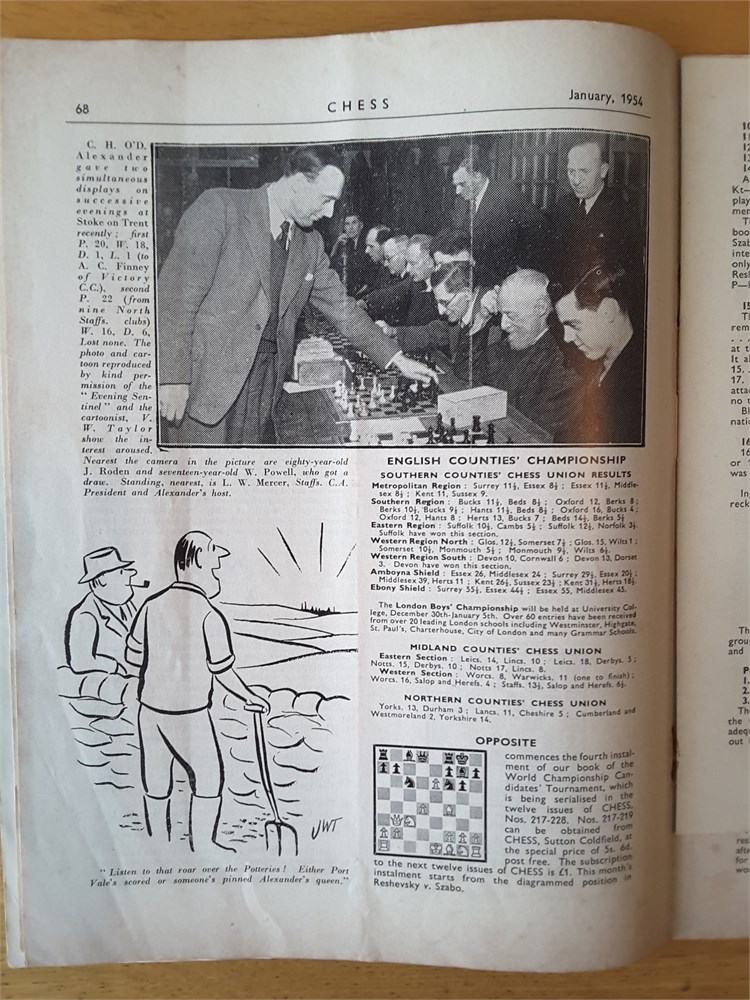 68
CHESS
January, 1954
C. H. O'D.
Alexander
gave two
simultaneous
displays on
successive
evenings at
Stoke on Trent
recently; first
P. 20, W. 18,
D. 1, L. 1 (to
A. C. Finney
of Victory
C.C.), second
P. 22 (from
nine North
Staffs. clubs)
W. 16, D. 6,
Lost none. The
photo and car-
toon reproduced
by kind per-
mission of the
"Evening Sen-
tinel" and the
cartoonist, V.
W. Taylor
show the in-
terest aroused.
Nearest the camera in the picture are eighty-year-old
J. Roden and seventeen-year-old W. Powell, who got a
draw. Standing, nearest, is L. W. Mercer, Staffs. C.A.
President and Alexander's host.
JWT
"Listen to that roar over the Potteries! Either Port
Vale's scored or someone's pinned Alexander's queen."
ENGLISH COUNTIES' CHAMPIONSHIP
SOUTHERN COUNTIES' CHESS UNION RESULTS
Metropolitan Region: Surrey 11½, Essex 8½; Essex 11½, Middle-
sex 8½; Kent 11, Sussex 9.
Southern Region: Bucks 11½, Beds 8½; Oxford 12, Berks 8;
Berks 10½, Bucks 9½; Hants 11½, Beds 8½; Oxford 16, Bucks 4;
Oxford 12, Hants 8; Herts 13, Bucks 7; Beds 14½, Berks 5½
Eastern Region: Suffolk 10½, Cambs 5½; Suffolk 12½, Norfolk 3½.
Suffolk have won this section.
Western Region North: Glos. 12½, Somerset 7½; Glos. 15, Wilts 1;
Somerset 10½, Monmouth 5½; Monmouth 9½, Wilts 6½.
Western Region South: Devon 10, Cornwall 6; Devon 13, Dorset
3. Devon have won this section.
Amboyna Shield: Essex 26, Middlesex 24; Surrey 29½, Essex 20½;
Middlesex 39, Herts 11; Kent 26½, Sussex 23½; Kent 31½, Herts 18½.
Ebony Shield: Surrey 55½, Essex 44½; Essex 55, Middlesex 45.
The London Boys' Championship will be held at University Col-
lege, December 30th-January 5th. Over 60 entries have been received
from over 20 leading London schools including Westminster, Highgate,
St. Paul's, Charterhouse, City of London and many Grammar Schools.
MIDLAND COUNTIES' CHESS UNION
Eastern Section: Leics. 14, Lincs. 10; Leics. 18, Derbys. 5;
Notts. 15, Derbys. 10; Notts 17, Lincs. 8.
Western Section: Worcs. 8, Warwicks. 11 (one to finish);
Worcs. 16, Salop and Herefs. 4; Staffs. 13½, Salop and Herefs. 6½.
NORTHERN COUNTIES' CHESS UNION
Yorks. 13, Durham 3; Lancs. 11, Cheshire 5; Cumberland and
Westmoreland 2, Yorkshire 14.
OPPOSITE
commences the fourth instal-
ment of our book of the
World Championship Can-
didates' Tournament, which
is being serialised in the
twelve issues of CHESS,
Nos. 217-228. Nos. 217-219
can be obtained from
CHESS, Sutton Coldfield, at
the special price of 5s. 6d.
post free. The subscription
to the next twelve issues of CHESS is £1. This month's
instalment starts from the diagrammed position in
Reshevsky v. Szabo.